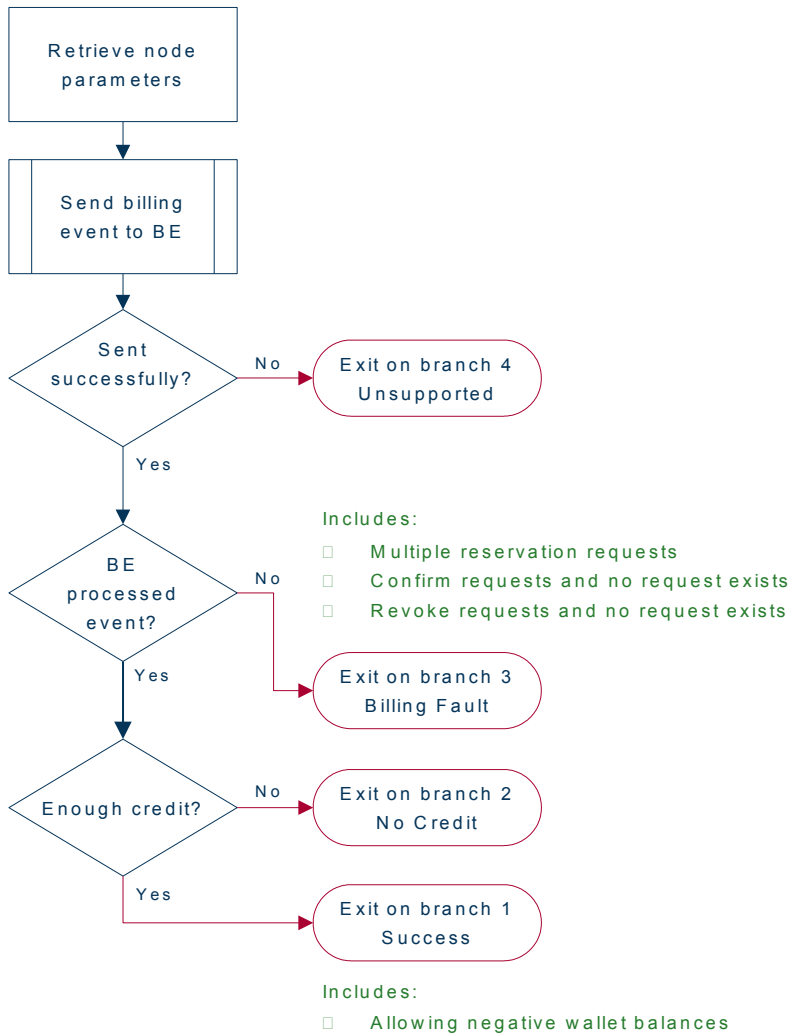 Retrieve node
parameters
Send billing
event to BE
Sent
successfully?
No
Exit on branch 4
Unsupported
Yes
Includes:
Multiple reservation requests
Confirm requests and no request exists
Revoke requests and no request exists
BE
processed
event?
No
Yes
Exit on branch 3
Billing Fault
Enough credit?
No
Exit on branch 2
No Credit
Yes
Exit on branch 1
Success
Includes:
Allowing negative wallet balances